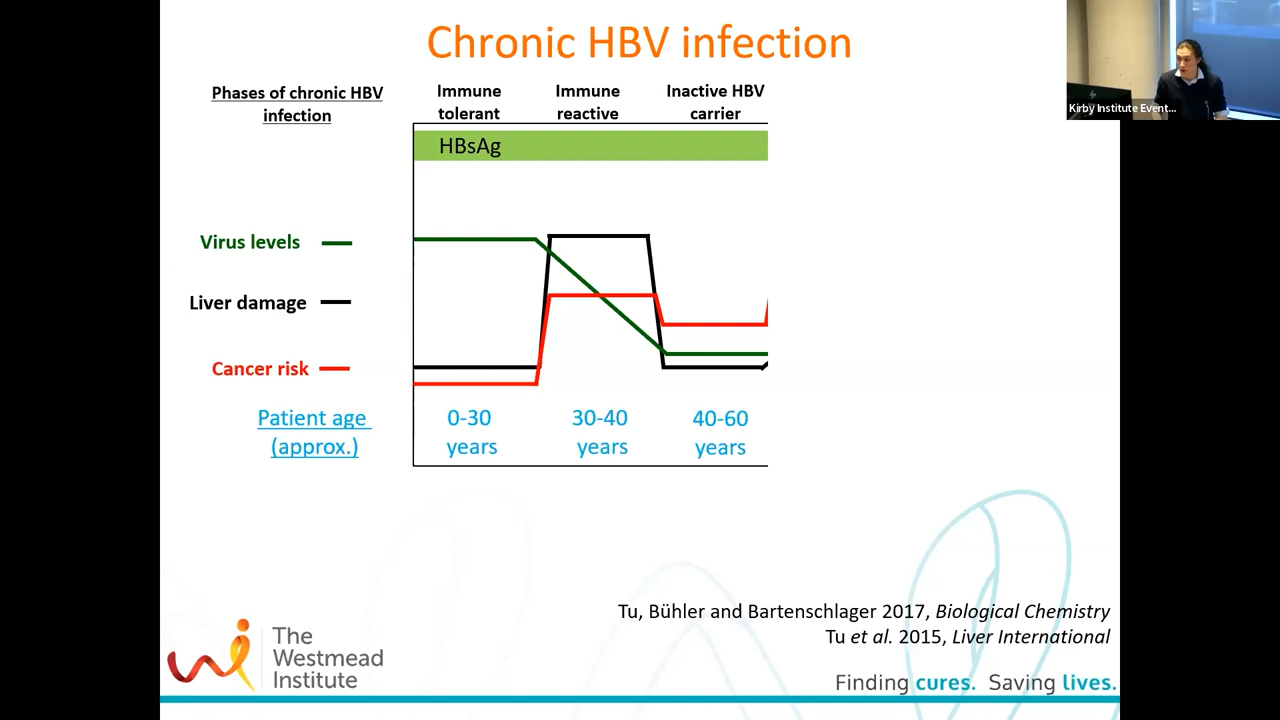 Chronic HBV infection
Phases of chronic HBV
infection
Immune
tolerant
Immune
reactive
Inactive HBV
carrier
HBsAg
Virus levels
Liver damage
Cancer risk
Patient age
(approx.)
0-30
years
30-40
years
40-60
years
Kirby Institute Event...
Tu, Bühler and Bartenschlager 2017, Biological Chemistry
Tu et al. 2015, Liver International
The
Westmead
Institute
Finding cures. Saving lives.